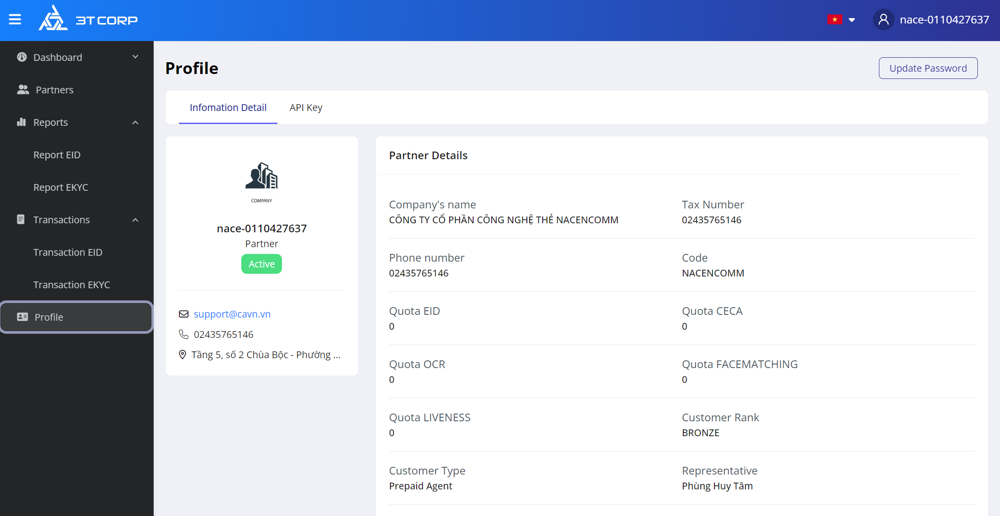 3T CORP
nace-0110427637
Dashboard
Partners
Reports
Report EID
Report EKYC
Transactions
Transaction EID
Transaction EKYC
Profile
Profile
Update Password
Infomation Detail
API Key
COMPANY
nace-0110427637
Partner
Active
support@cavn.vn
02435765146
Tầng 5, số 2 Chùa Bộc - Phường ...
Partner Details
Company's name
CÔNG TY CỔ PHẦN CÔNG NGHỆ THẺ NACENCOMM
Tax Number
02435765146
Phone number
02435765146
Code
NACENCOMM
Quota EID
0
Quota CECA
0
Quota OCR
0
Quota FACEMATCHING
0
Quota LIVENESS
0
Customer Rank
BRONZE
Customer Type
Prepaid Agent
Representative
Phùng Huy Tâm